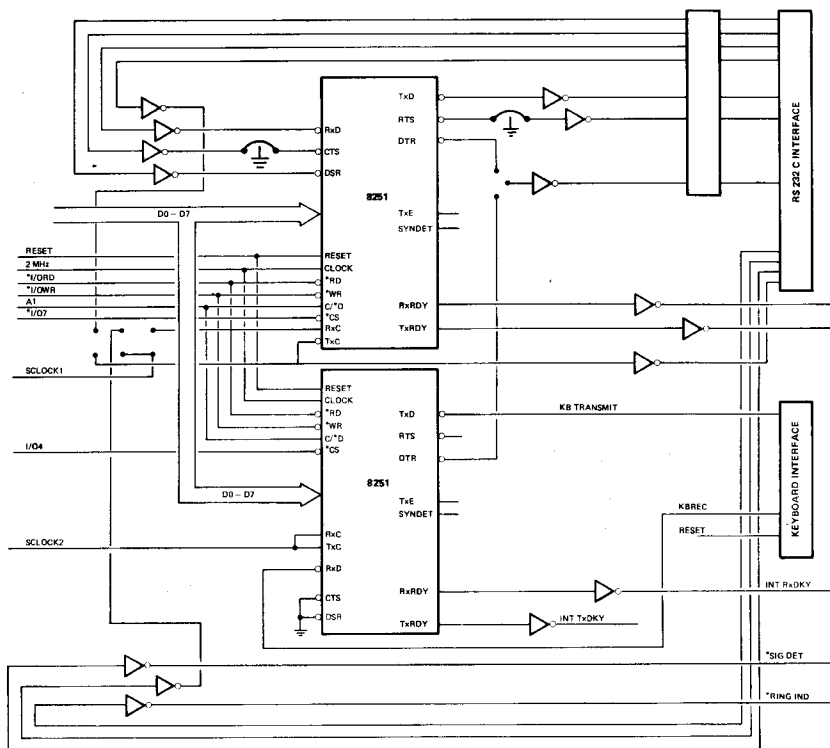 TxD
RTS
DTR
RxD
CTS
DSR
8251
D0 – D7
TxE
SYNDET
RESET
2 MHz
*I/ORD
*I/OWR
A1
*I/O7
RESET
CLOCK
*RD
*WR
C/*D
*CS
RxC
TxC
RxRDY
TxRDY
RS 232 C INTERFACE
SCLOCK1
I/O4
RESET
CLOCK
*RD
*WR
C/*D
*CS
TxD
RTS
DTR
KB TRANSMIT
8251
D0 – D7
TxE
SYNDET
KBREC
RESET
KEYBOARD INTERFACE
SCLOCK2
RxC
TxC
RxD
CTS
DSR
RxRDY
TxRDY
INT RxDKY
INT TxDKY
*SIG DET
*RING IND